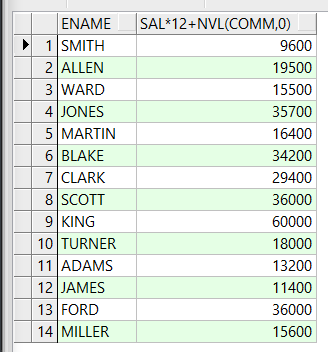 ENAME SAL*12+NVL(COMM,0)
1 SMITH 9600
2 ALLEN 19500
3 WARD 15500
4 JONES 35700
5 MARTIN 16400
6 BLAKE 34200
7 CLARK 29400
8 SCOTT 36000
9 KING 60000
10 TURNER 18000
11 ADAMS 13200
12 JAMES 11400
13 FORD 36000
14 MILLER 15600